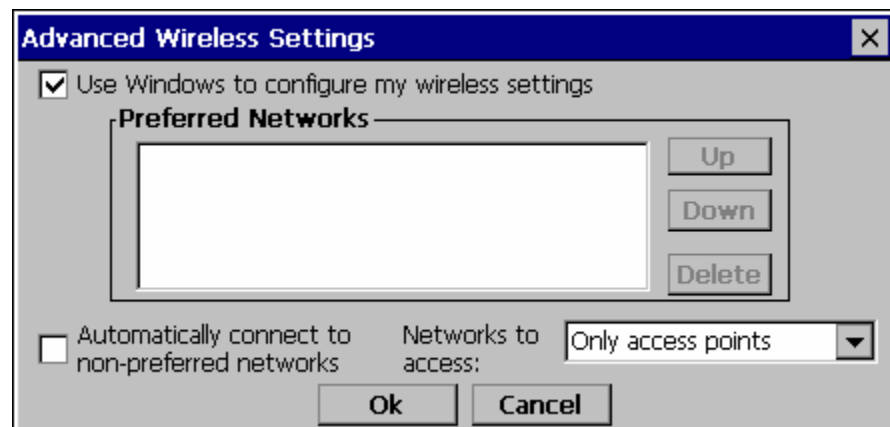 Advanced Wireless Settings
Use Windows to configure my wireless settings
Preferred Networks
Up
Down
Delete
Automatically connect to
non-preferred networks
Networks to
access:
Only access points
Ok
Cancel